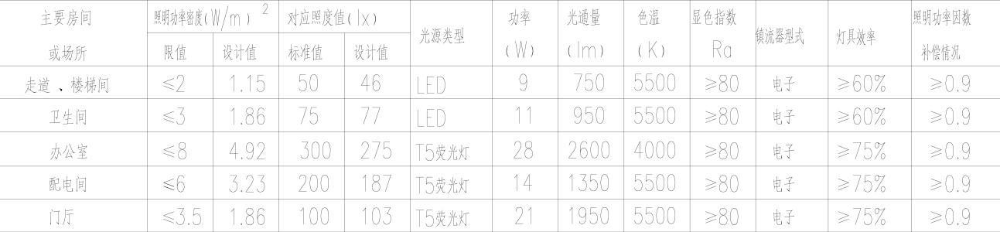 主要房间 照明功率密度(W/m²) 对应照度值(lx) 光源类型 功率 光通量 色温 显色指数 镇流器型式 灯具效率 照明功率因数
或场所 限值 设计值 标准值 设计值 (W) (lm) (K) Ra 补偿情况
走道、楼梯间 ≤2 1.15 50 46 LED 9 750 5500 ≥80 电子 ≥60% ≥0.9
卫生间 ≤3 1.86 75 77 LED 11 950 5500 ≥80 电子 ≥60% ≥0.9
办公室 ≤8 4.92 300 275 T5荧光灯 28 2600 4000 ≥80 电子 ≥75% ≥0.9
配电间 ≤6 3.23 200 187 T5荧光灯 14 1350 5500 ≥80 电子 ≥75% ≥0.9
门厅 ≤3.5 1.86 100 103 T5荧光灯 21 1950 5500 ≥80 电子 ≥75% ≥0.9